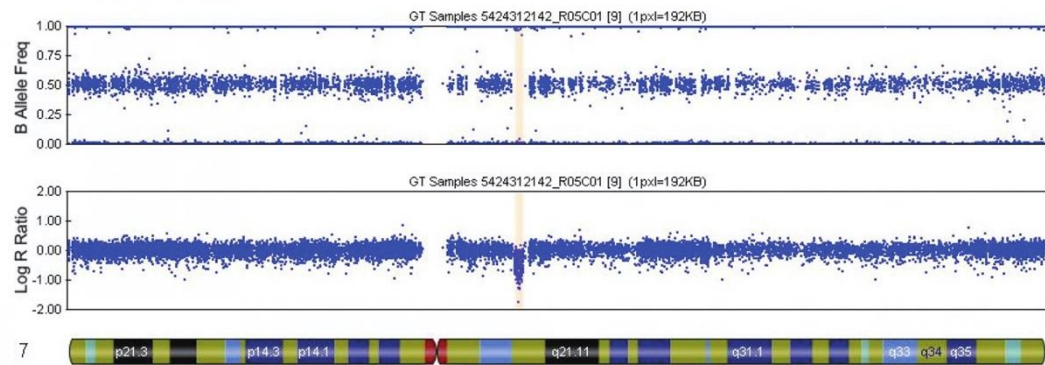 GT Samples 5424312142_R05C01 [9] (1pxl=192KB)
1.00
0.75
0.50
0.25
0.00
B Allele Freq
GT Samples 5424312142_R05C01 [9] (1pxl=192KB)
2.00
1.00
0.00
-1.00
-2.00
Log R Ratio
7 p21.3 p14.3 p14.1 q21.11 q31.1 q33 q34 q35